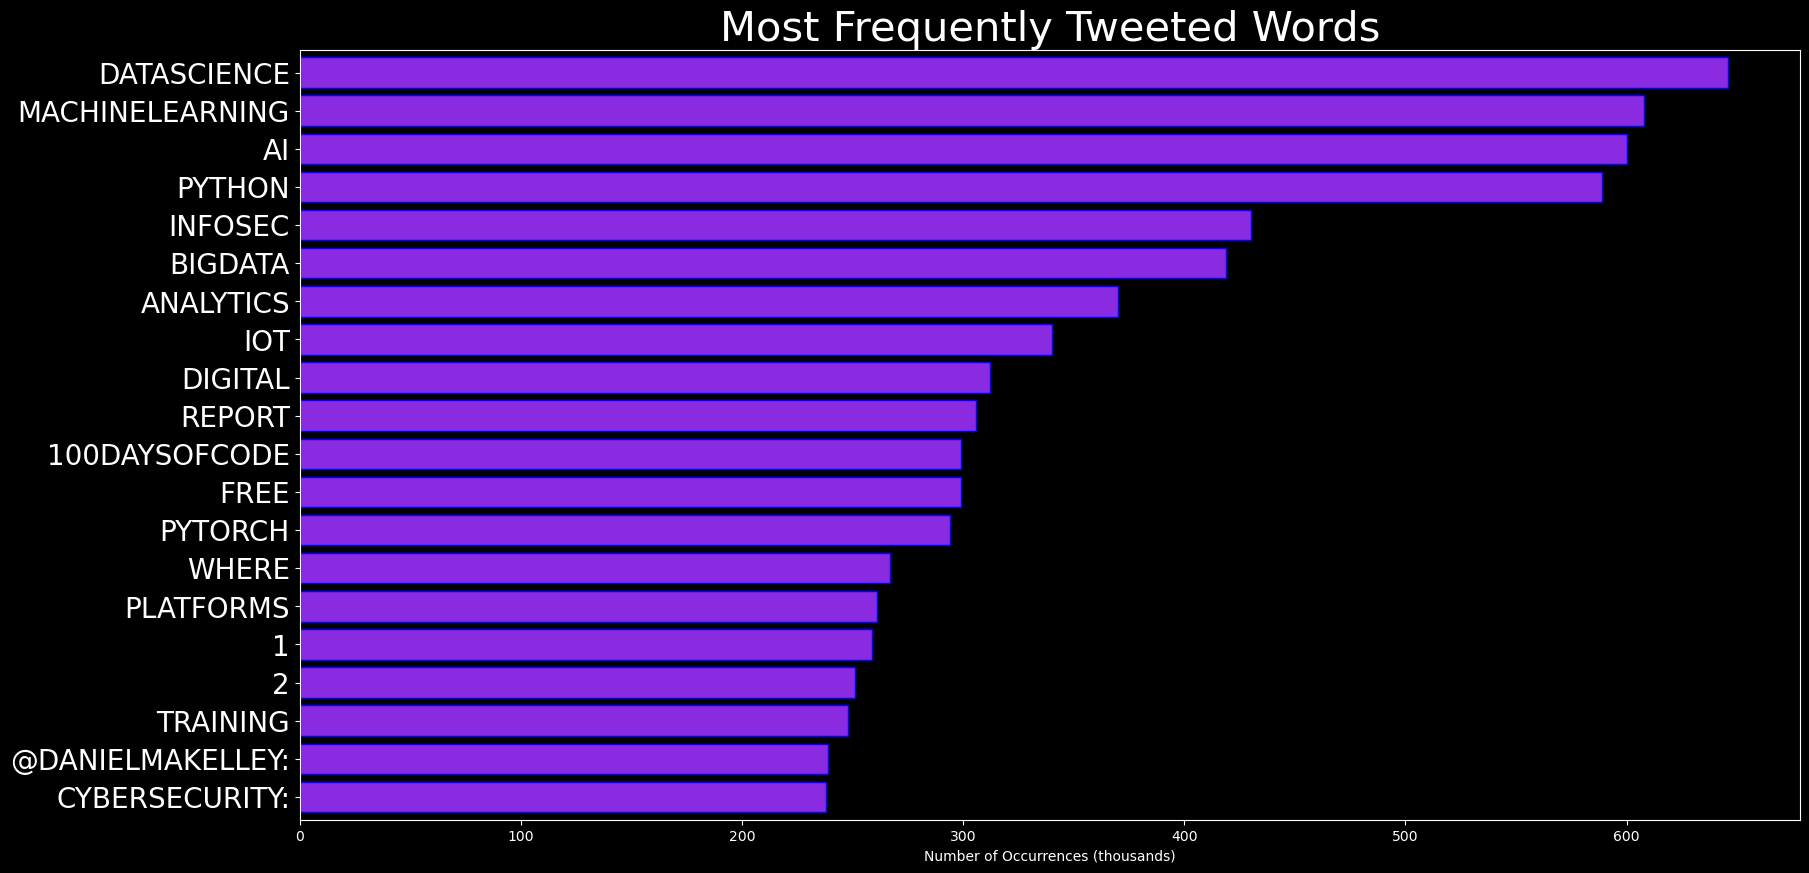 Most Frequently Tweeted Words
DATASCIENCE
MACHINELEARNING
AI
PYTHON
INFOSEC
BIGDATA
ANALYTICS
IOT
DIGITAL
REPORT
100DAYSOFCODE
FREE
PYTORCH
WHERE
PLATFORMS
1
2
TRAINING
@DANIELMAKELLEY:
CYBERSECURITY:
0 100 200 300 400 500 600
Number of Occurrences (thousands)